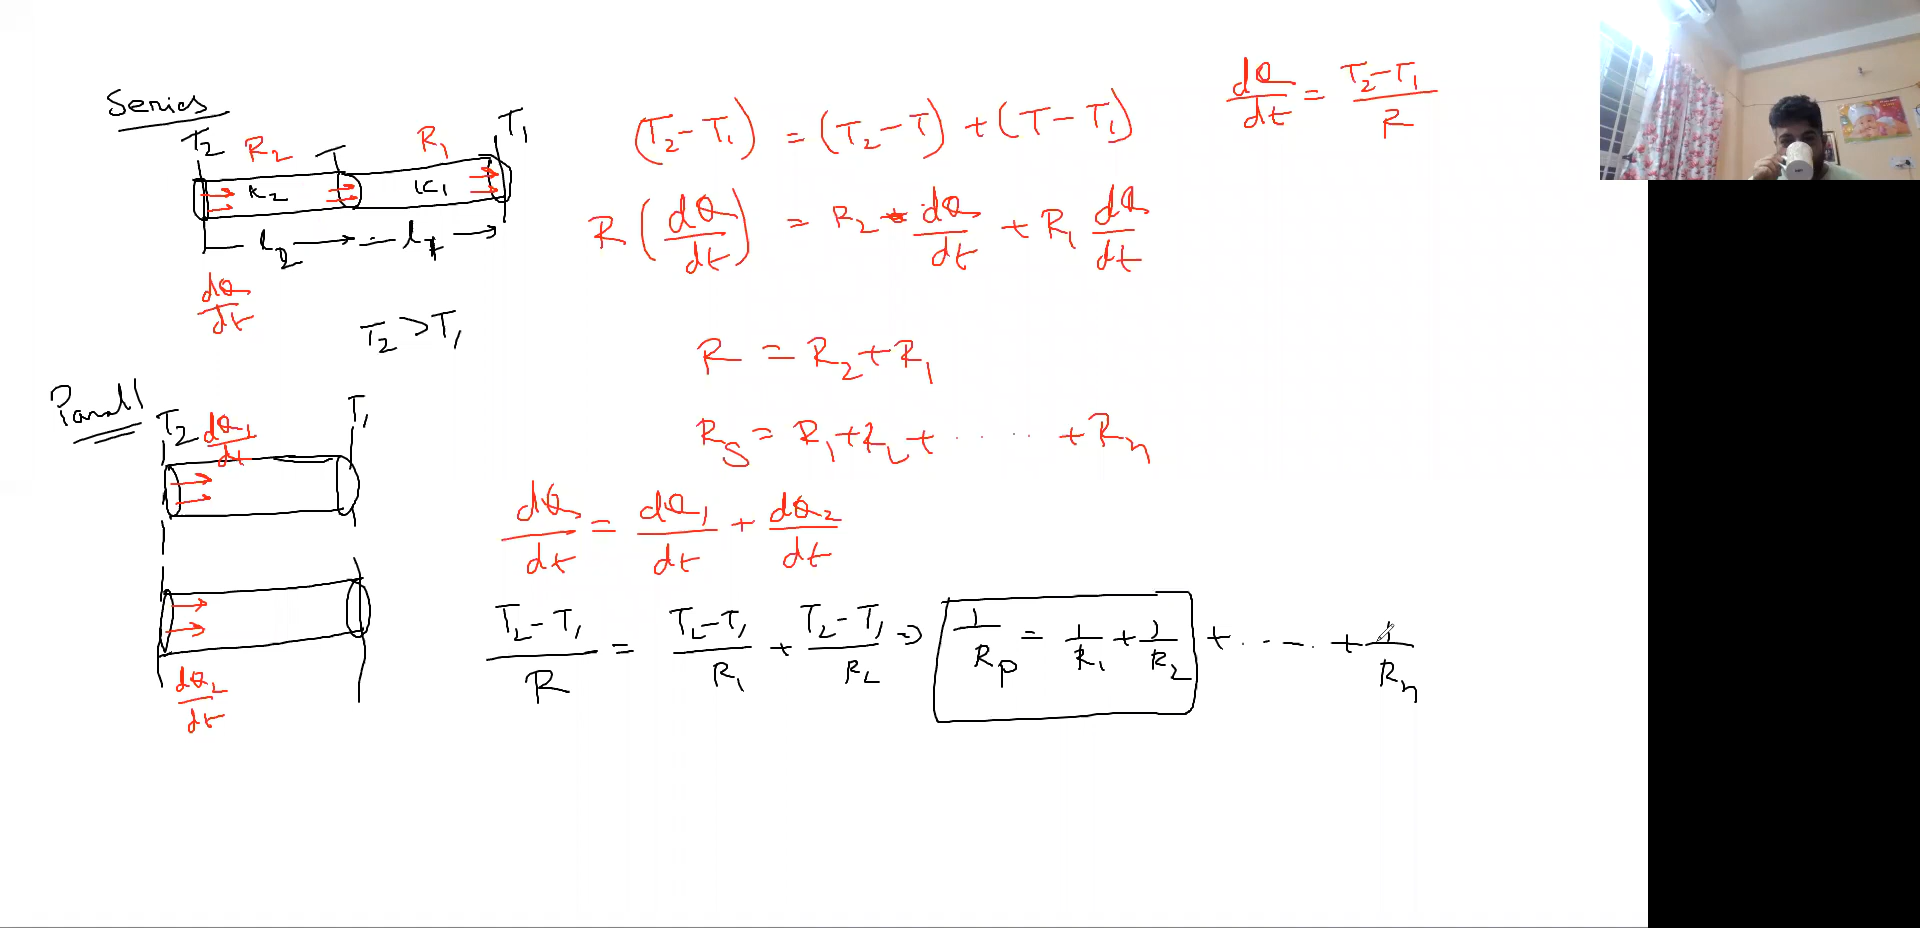 Series
T₂ R₂ T R₁ T₁
K₂ K₁
l₂ l₁
dQ/dt
T₂ > T₁
(T₂ - T₁) = (T₂ - T) + (T - T₁)
dQ/dt = (T₂ - T₁)/R
R (dQ/dt) = R₂ dQ/dt + R₁ dQ/dt
R = R₂ + R₁
R_S = R₁ + R₂ + ..... + Rₙ
Parall
T₂ dQ₁/dt T₁
dQ₂/dt
dQ/dt = dQ₁/dt + dQ₂/dt
(T₂ - T₁)/R = (T₂ - T₁)/R₁ + (T₂ - T₁)/R₂ ⇒ 1/R_p = 1/R₁ + 1/R₂ + ..... + 1/Rₙ